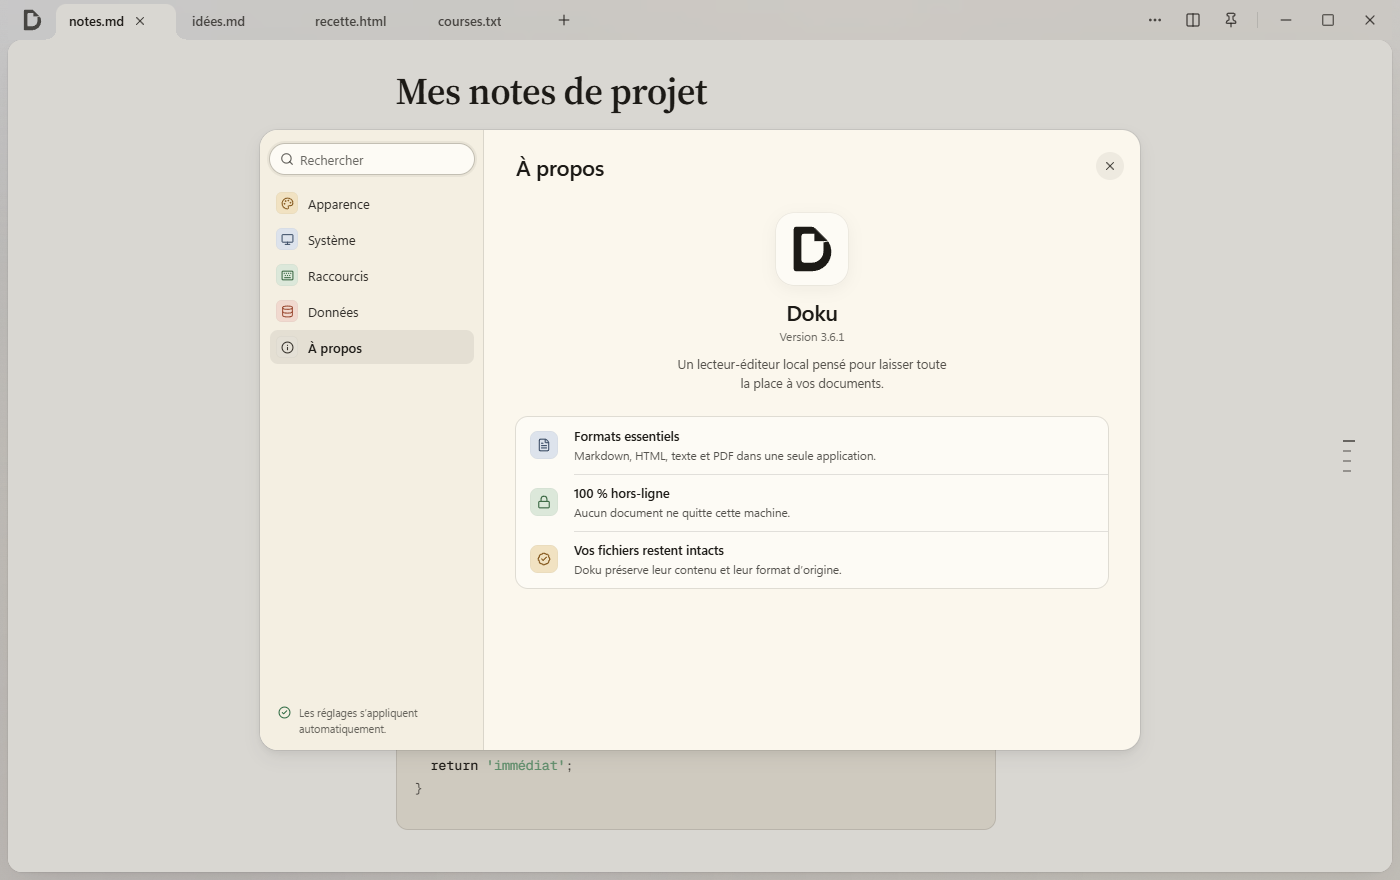 notes.md
idées.md
recette.html
courses.txt
Mes notes de projet
Rechercher
Apparence
Système
Raccourcis
Données
À propos
Les réglages s'appliquent
automatiquement.
À propos
Doku
Version 3.6.1
Un lecteur-éditeur local pensé pour laisser toute
la place à vos documents.
Formats essentiels
Markdown, HTML, texte et PDF dans une seule application.
100 % hors-ligne
Aucun document ne quitte cette machine.
Vos fichiers restent intacts
Doku préserve leur contenu et leur format d'origine.
return 'immédiat';
}